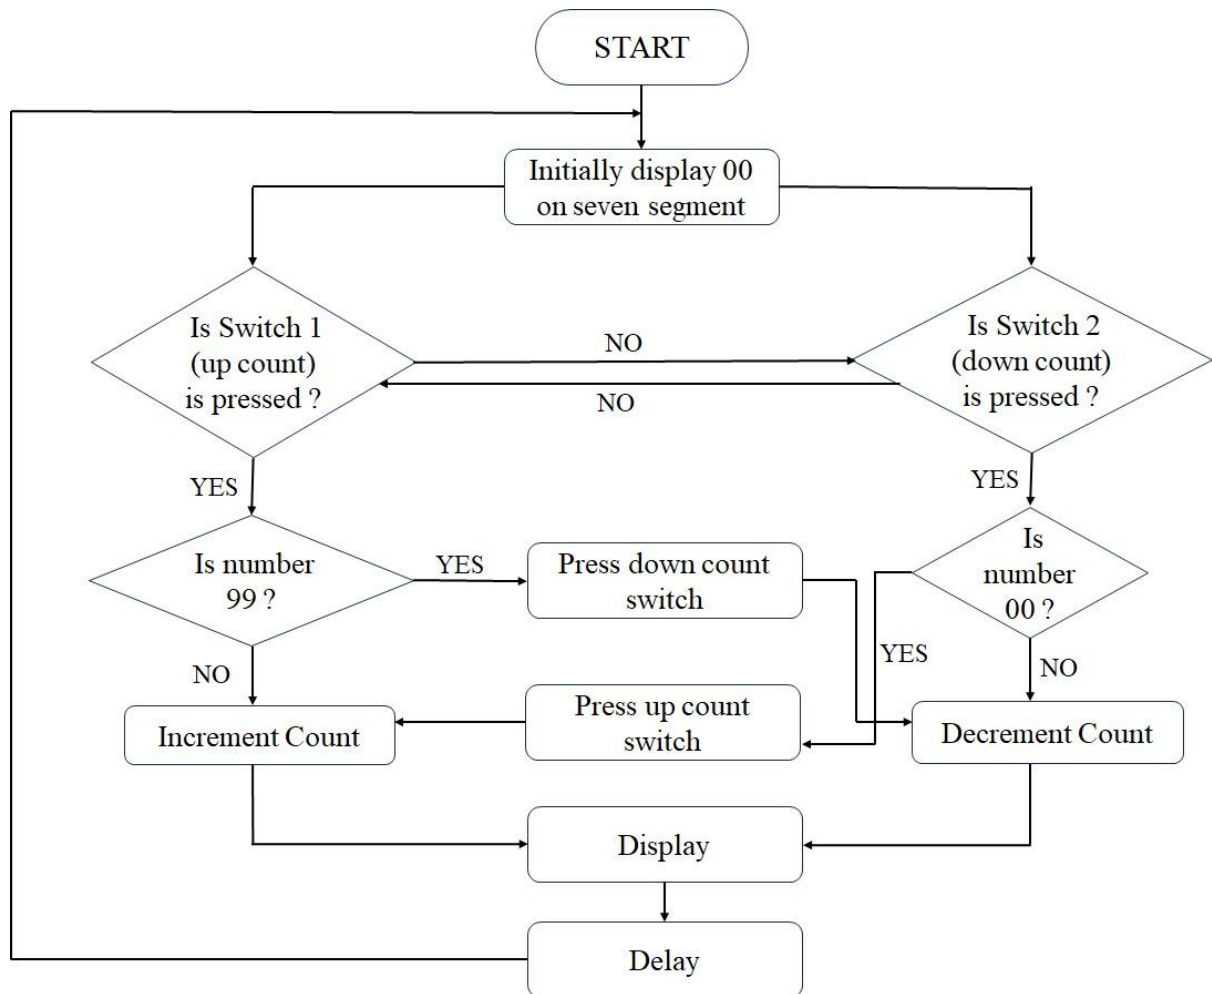 START
Initially display 00
on seven segment
Is Switch 1
(up count)
is pressed ?
NO
NO
Is Switch 2
(down count)
is pressed ?
YES
YES
Is number
99 ?
YES
Press down count
switch
Is
number
00 ?
YES
NO
NO
Increment Count
Press up count
switch
Decrement Count
Display
Delay